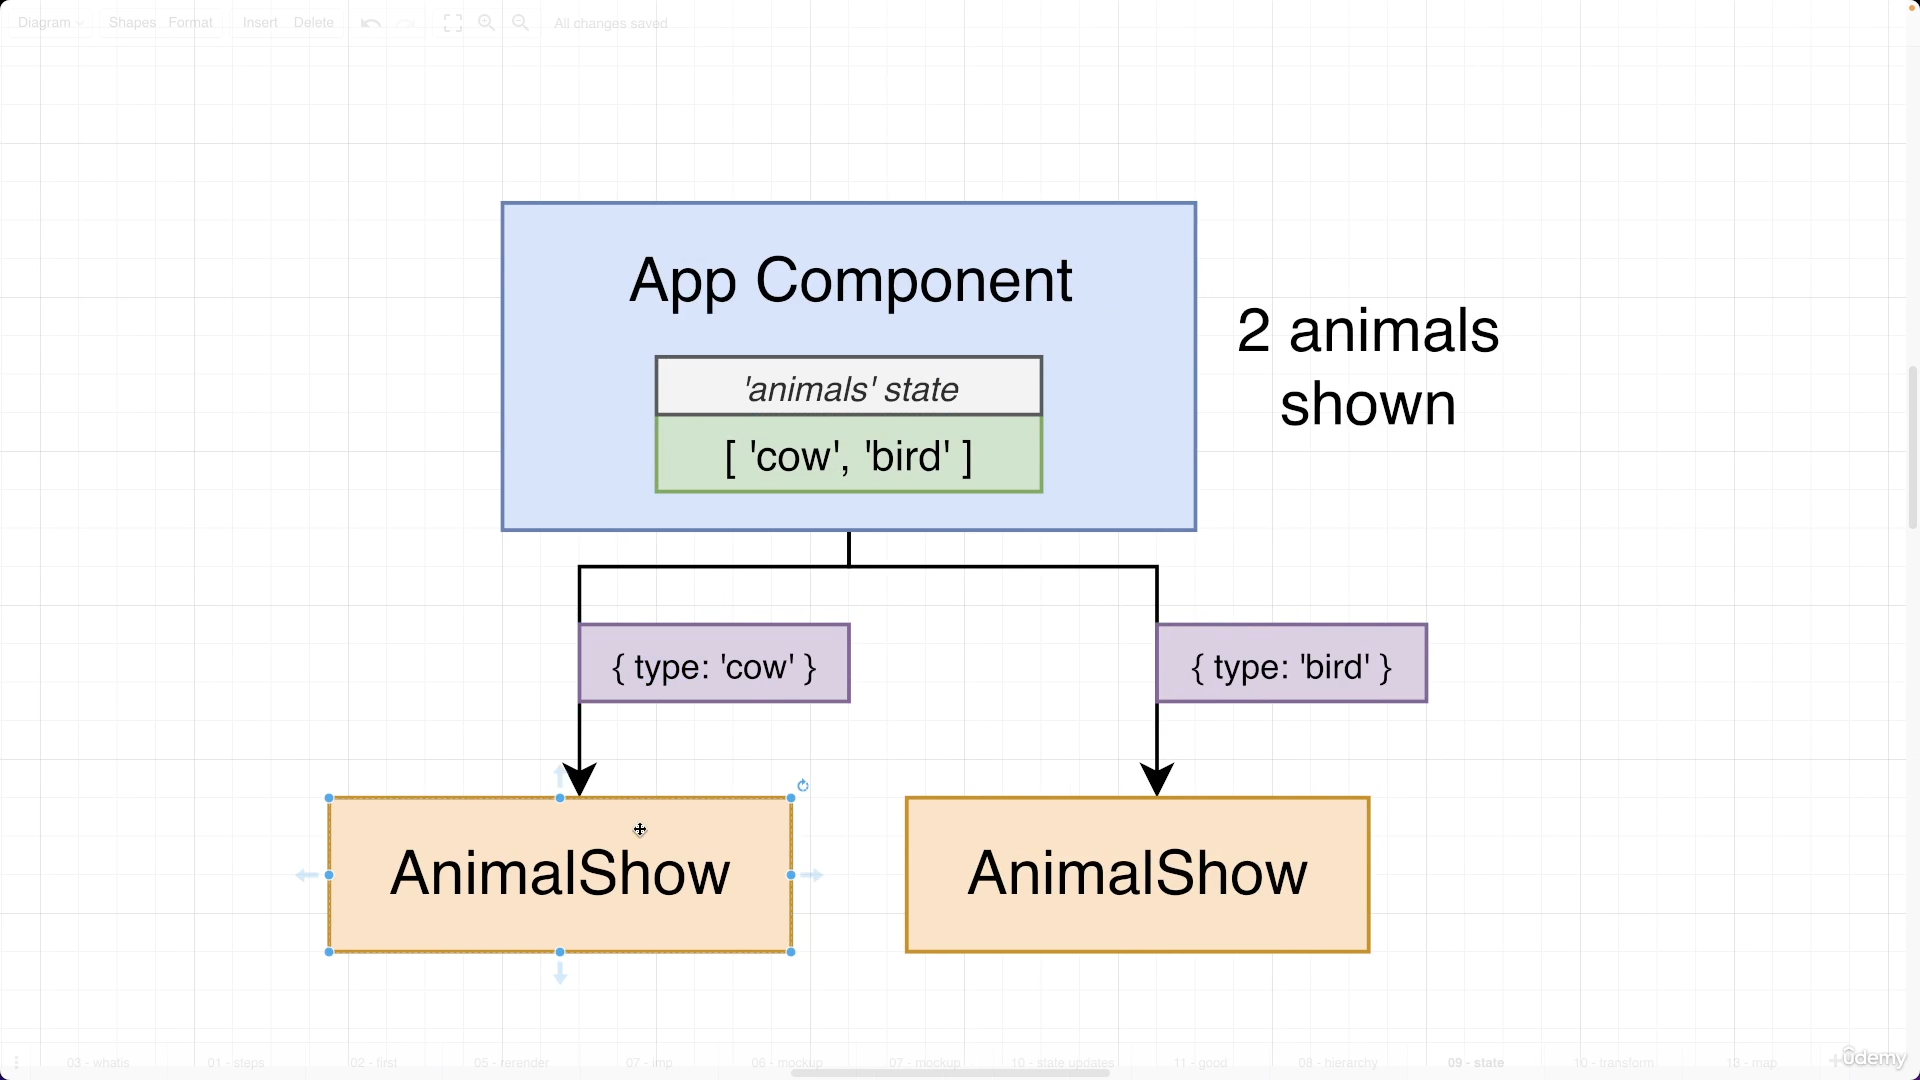 Diagram Shapes Format Insert Delete All changes saved
App Component
2 animals
shown
'animals' state
[ 'cow', 'bird' ]
{ type: 'cow' }
{ type: 'bird' }
AnimalShow
AnimalShow
03 - whatis 01 - steps 02 - first 05 - rerender 07 - imp 06 - mockup 07 - mockup 10 - state updates 11 - good 08 - hierarchy 09 - state 10 - transform 13 - map
ûdemy